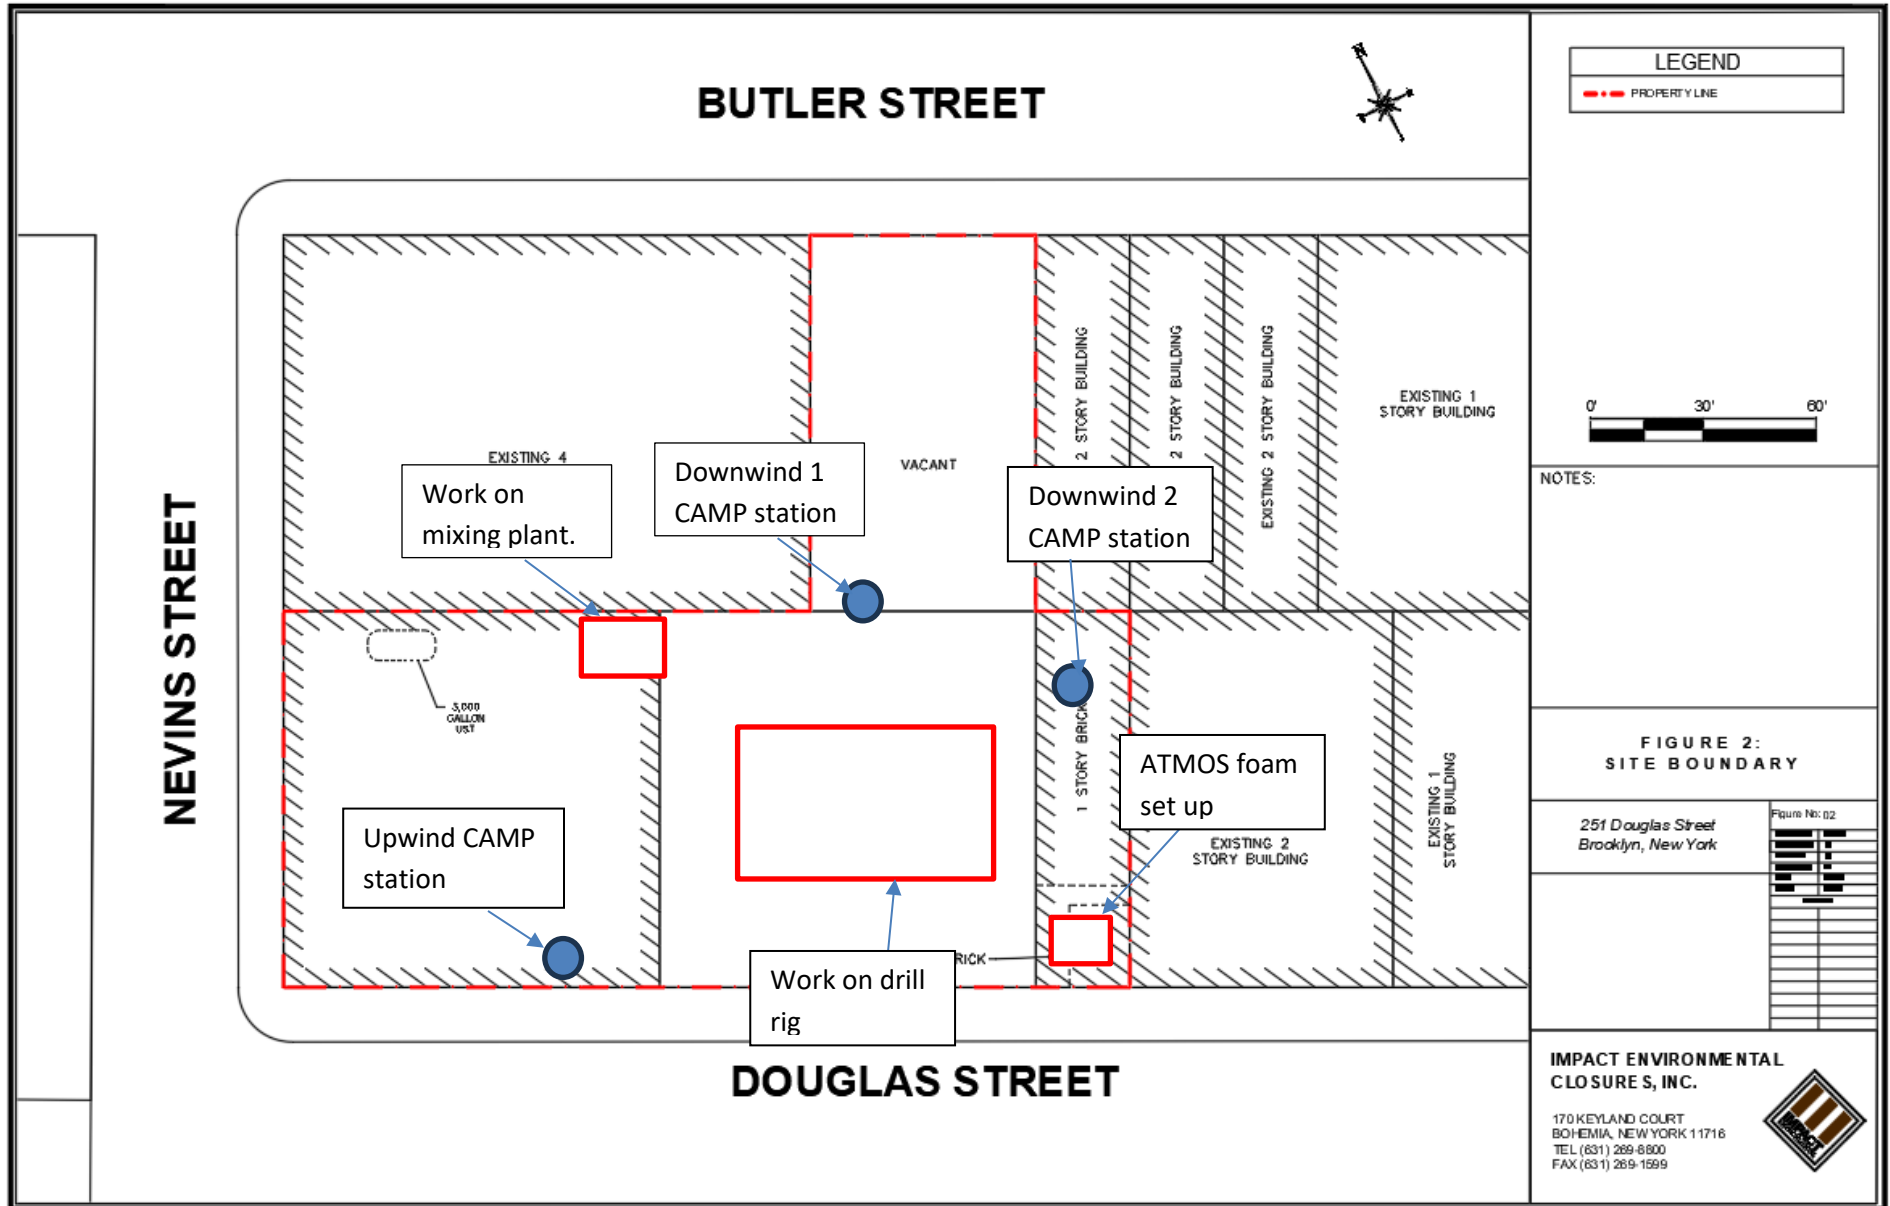 BUTLER STREET
N
LEGEND
PROPERTY LINE
0' 30' 60'
NOTES:
EXISTING 4
Work on
mixing plant.
Downwind 1
CAMP station
VACANT
Downwind 2
CAMP station
2 STORY BUILDING
2 STORY BUILDING
EXISTING 2 STORY BUILDING
EXISTING 1
STORY BUILDING
NEVINS STREET
GALLON
UST
1 STORY BRICK
ATMOS foam
set up
EXISTING 2
STORY BUILDING
EXISTING 1
STORY BUILDING
Upwind CAMP
station
RICK
Work on drill
rig
DOUGLAS STREET
FIGURE 2:
SITE BOUNDARY
251 Douglas Street
Brooklyn, New York
Figure No: 02
IMPACT ENVIRONMENTAL
CLOSURES, INC.
170 KEYLAND COURT
BOHEMIA, NEW YORK 11716
TEL (631) 269-8800
FAX (631) 269-1599
IMPACT